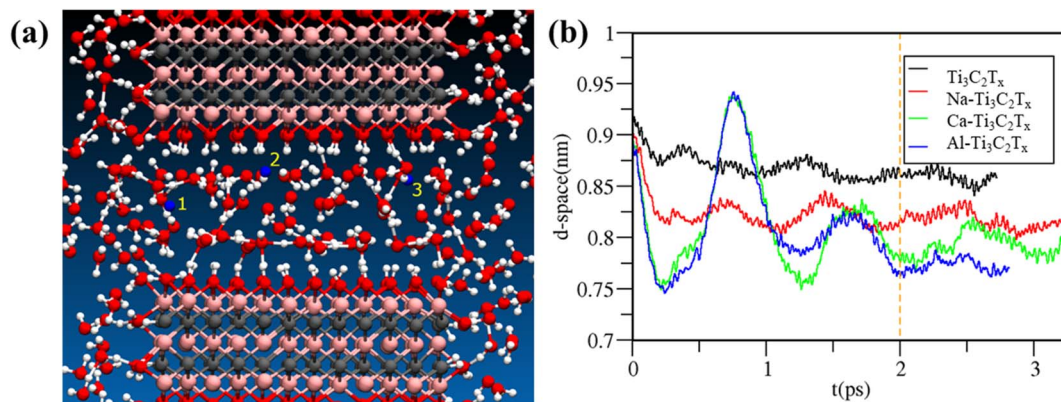 (a)
1
2
3
(b)
d-space(nm)
1
0.95
0.9
0.85
0.8
0.75
0.7
Ti₃C₂Tₓ
Na-Ti₃C₂Tₓ
Ca-Ti₃C₂Tₓ
Al-Ti₃C₂Tₓ
0 1 2 3
t(ps)